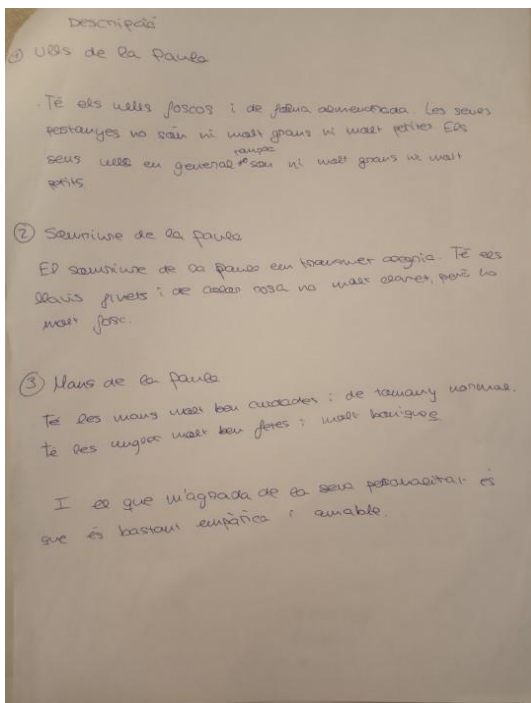 Descripció
① Ulls de la Paula
Té els ulls foscos i de forma ametllada. Les seves
pestanyes no són ni molt grans ni molt petites Els
seus ulls en general tampoc són ni molt grans ni molt
petits.
② Somriure de la Paula
El somriure de la Paula em transmet alegria. Té els
llavis finets i de color rosa no molt claret, però no
molt fosc.
③ Mans de la Paula
Té les mans molt ben cuidades i de tamany normal.
Té les ungles molt ben fetes i molt boniques
I el que m'agrada de la seva personalitat és
que és bastant empàtica i amable.